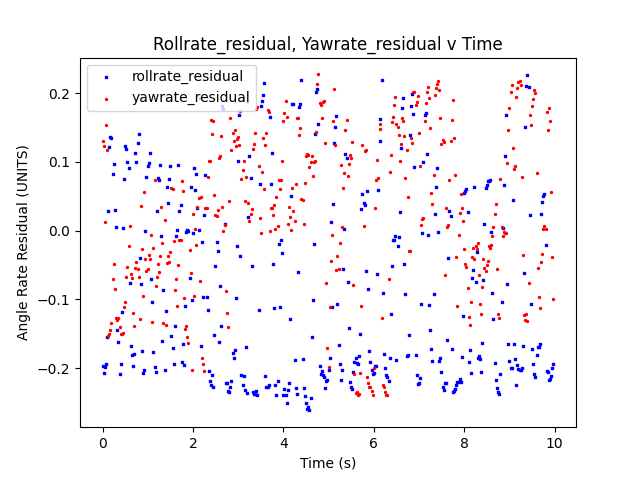 Rollrate_residual, Yawrate_residual v Time
rollrate_residual
yawrate_residual
Angle Rate Residual (UNITS)
0.2
0.1
0.0
−0.1
−0.2
0
2
4
6
8
10
Time (s)